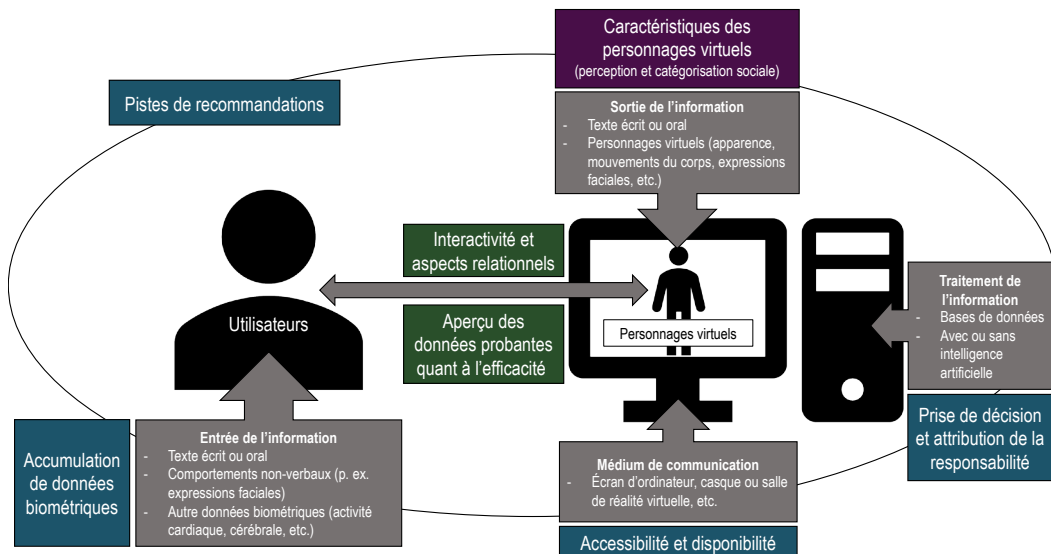 Caractéristiques des
personnages virtuels
(perception et catégorisation sociale)
Pistes de recommandations
Sortie de l'information
- Texte écrit ou oral
- Personnages virtuels (apparence,
mouvements du corps, expressions
faciales, etc.)
Interactivité et
aspects relationnels
Utilisateurs
Aperçu des
données probantes
quant à l'efficacité
Personnages virtuels
Traitement de
l'information
- Bases de données
- Avec ou sans
intelligence
artificielle
Prise de décision
et attribution de la
responsabilité
Accumulation
de données
biométriques
Entrée de l'information
- Texte écrit ou oral
- Comportements non-verbaux (p. ex.
expressions faciales)
- Autre données biométriques (activité
cardiaque, cérébrale, etc.)
Médium de communication
- Écran d'ordinateur, casque ou salle
de réalité virtuelle, etc.
Accessibilité et disponibilité